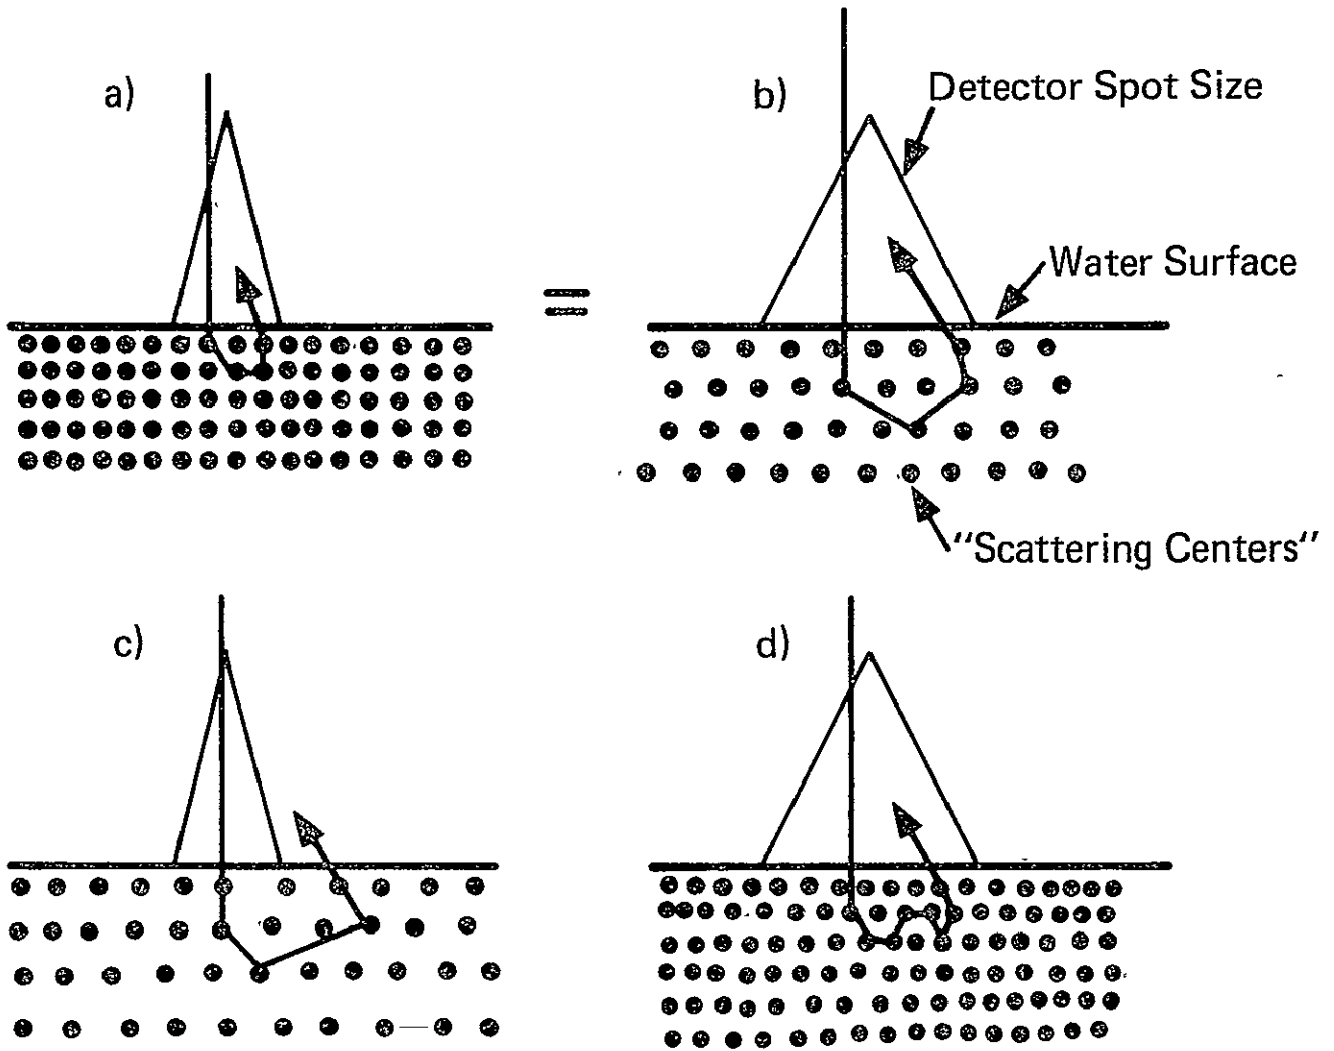 a)
b)
Detector Spot Size
Water Surface
=
"Scattering Centers"
c)
d)